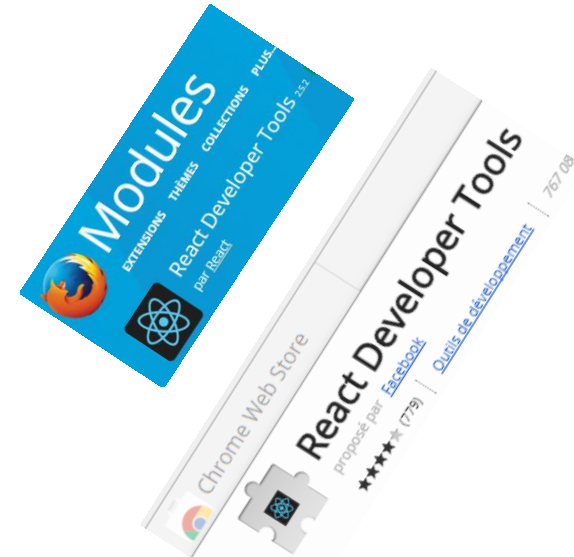 Modules
EXTENSIONS THÈMES COLLECTIONS PLUS...
React Developer Tools 2.5.2
par React
Chrome Web Store
React Developer Tools
proposé par Facebook
(779) Outils de développement 767 08